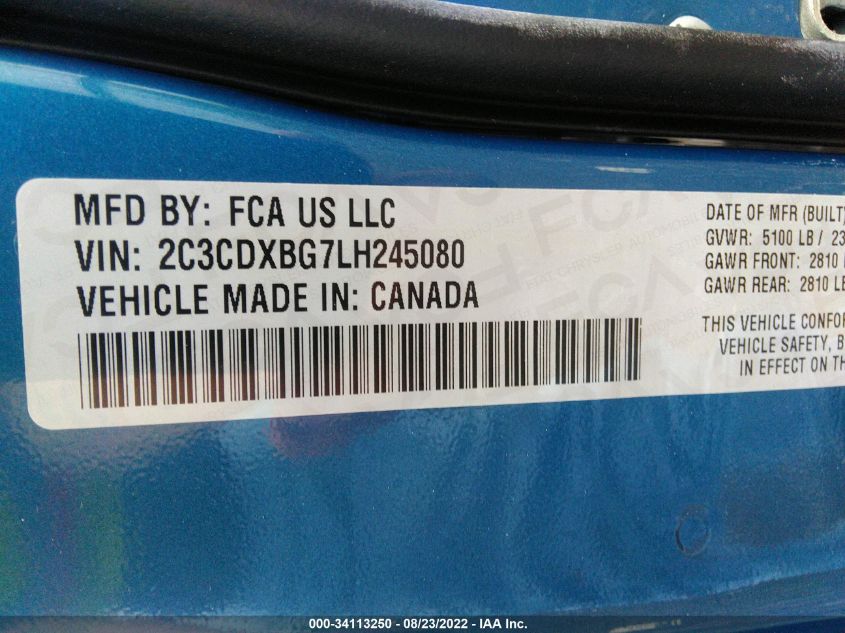 MFD BY: FCA US LLC
VIN: 2C3CDXBG7LH245080
VEHICLE MADE IN: CANADA
DATE OF MFR (BUILT)
GVWR: 5100 LB / 23
GAWR FRONT: 2810
GAWR REAR: 2810 LB
THIS VEHICLE CONFOR
VEHICLE SAFETY, B
IN EFFECT ON TH
000-34113250 - 08/23/2022 - IAA Inc.